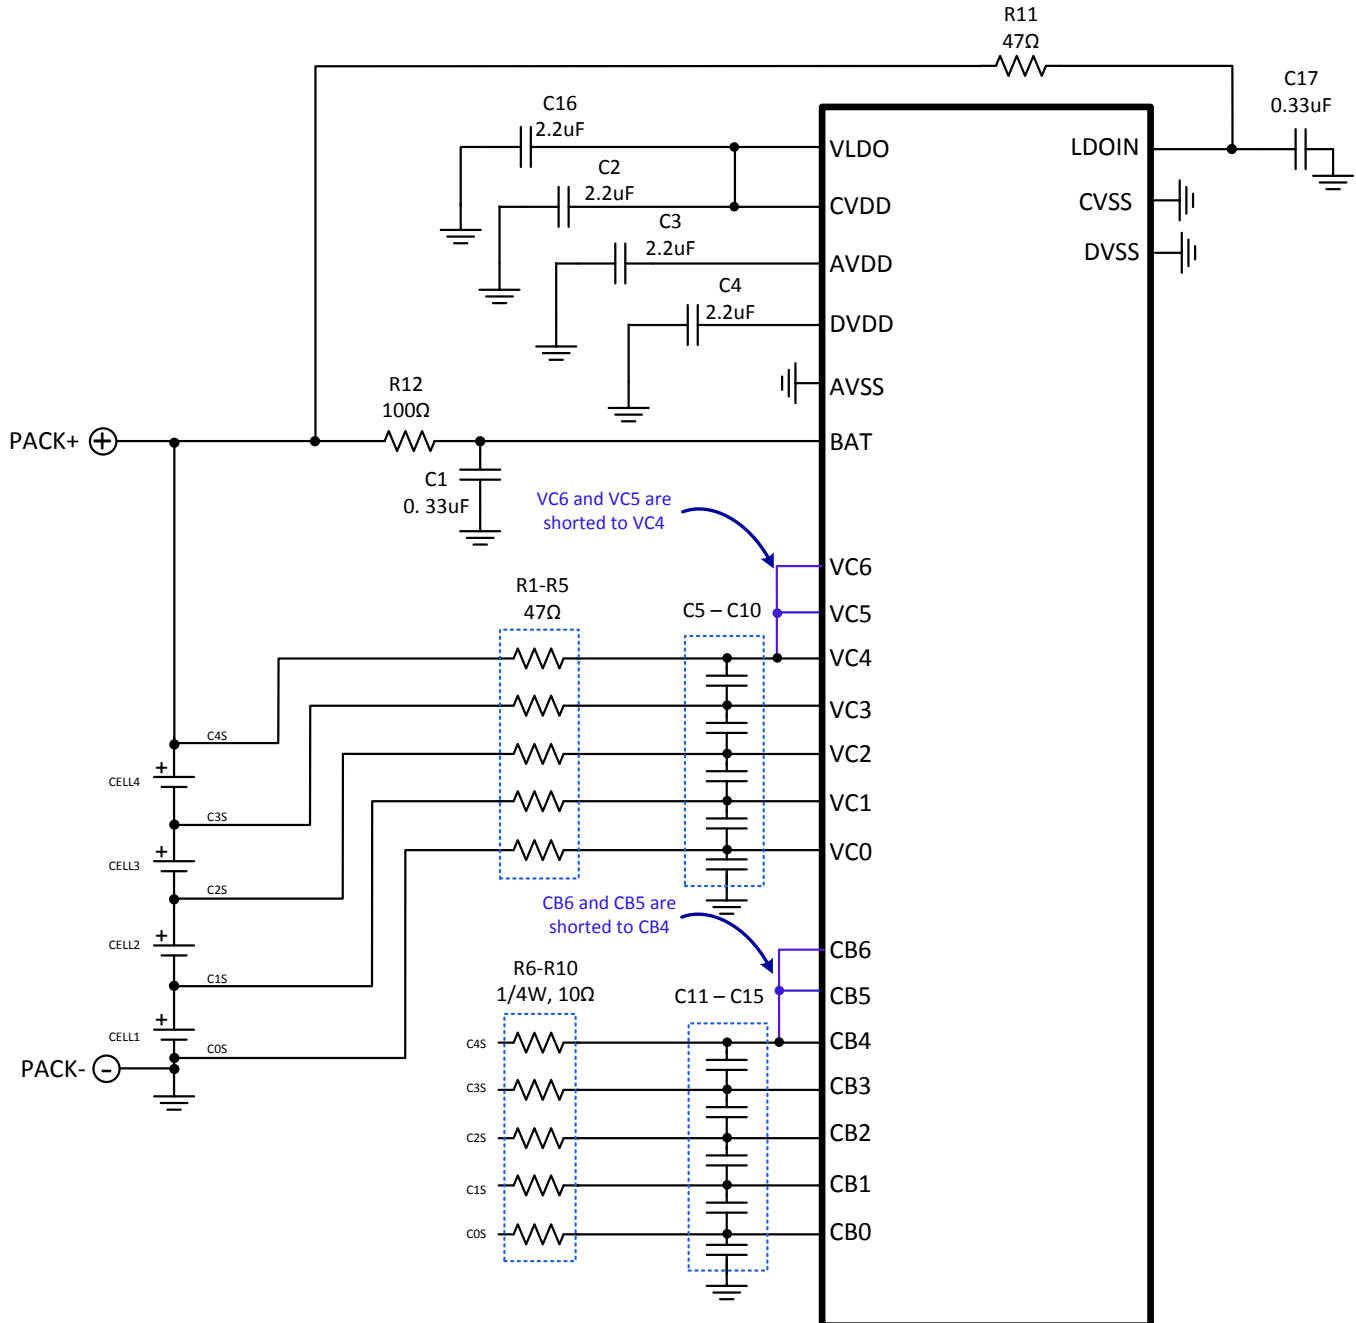 R11
47Ω
C17
0.33uF
C16
2.2uF
VLDO
LDOIN
C2
2.2uF
CVDD
CVSS
C3
2.2uF
AVDD
DVSS
C4
2.2uF
DVDD
AVSS
R12
100Ω
PACK+
BAT
C1
0. 33uF
VC6 and VC5 are
shorted to VC4
VC6
R1-R5
47Ω
C5 – C10
VC5
VC4
VC3
C4S
VC2
CELL4
VC1
C3S
VC0
CELL3
C2S
CB6 and CB5 are
shorted to CB4
CELL2
CB6
R6-R10
1/4W, 10Ω
C1S
C11 – C15
CB5
CELL1
C0S
C4S
CB4
PACK-
C3S
CB3
C2S
CB2
C1S
CB1
C0S
CB0